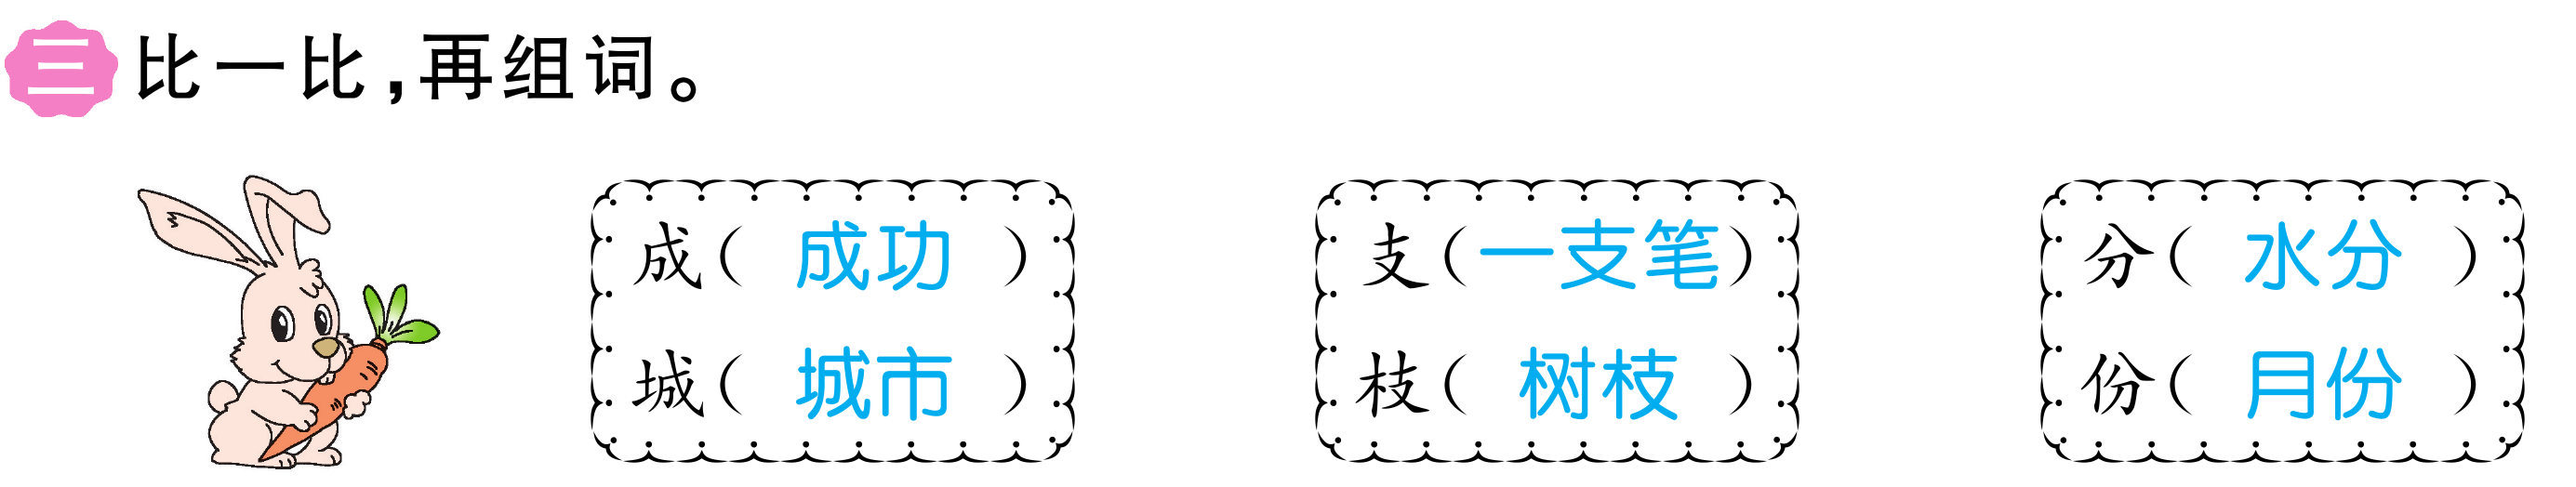 三 比一比,再组词。
成( 成功 ) 支(一支笔) 分( 水分 )
城( 城市 ) 枝( 树枝 ) 份( 月份 )